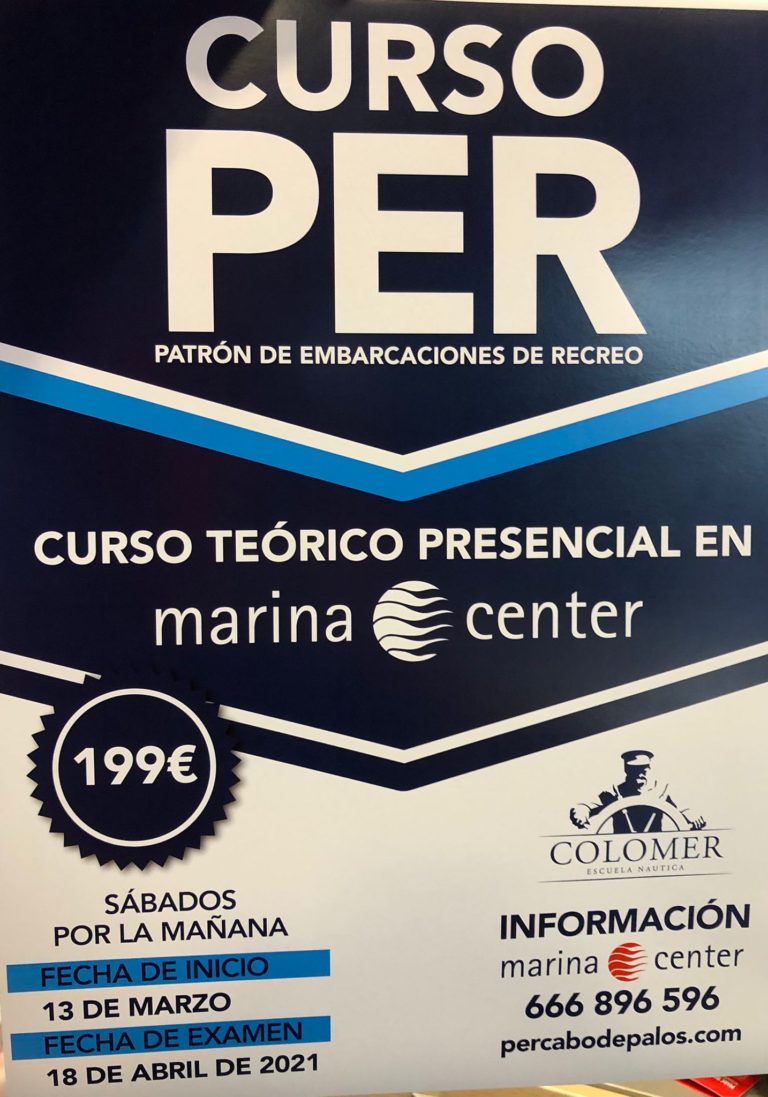 CURSO
PER
PATRÓN DE EMBARCACIONES DE RECREO
CURSO TEÓRICO PRESENCIAL EN
marina center
199€
SÁBADOS
POR LA MAÑANA
FECHA DE INICIO
13 DE MARZO
FECHA DE EXAMEN
18 DE ABRIL DE 2021
COLOMER
ESCUELA NAUTICA
INFORMACIÓN
marina center
666 896 596
percabodepalos.com